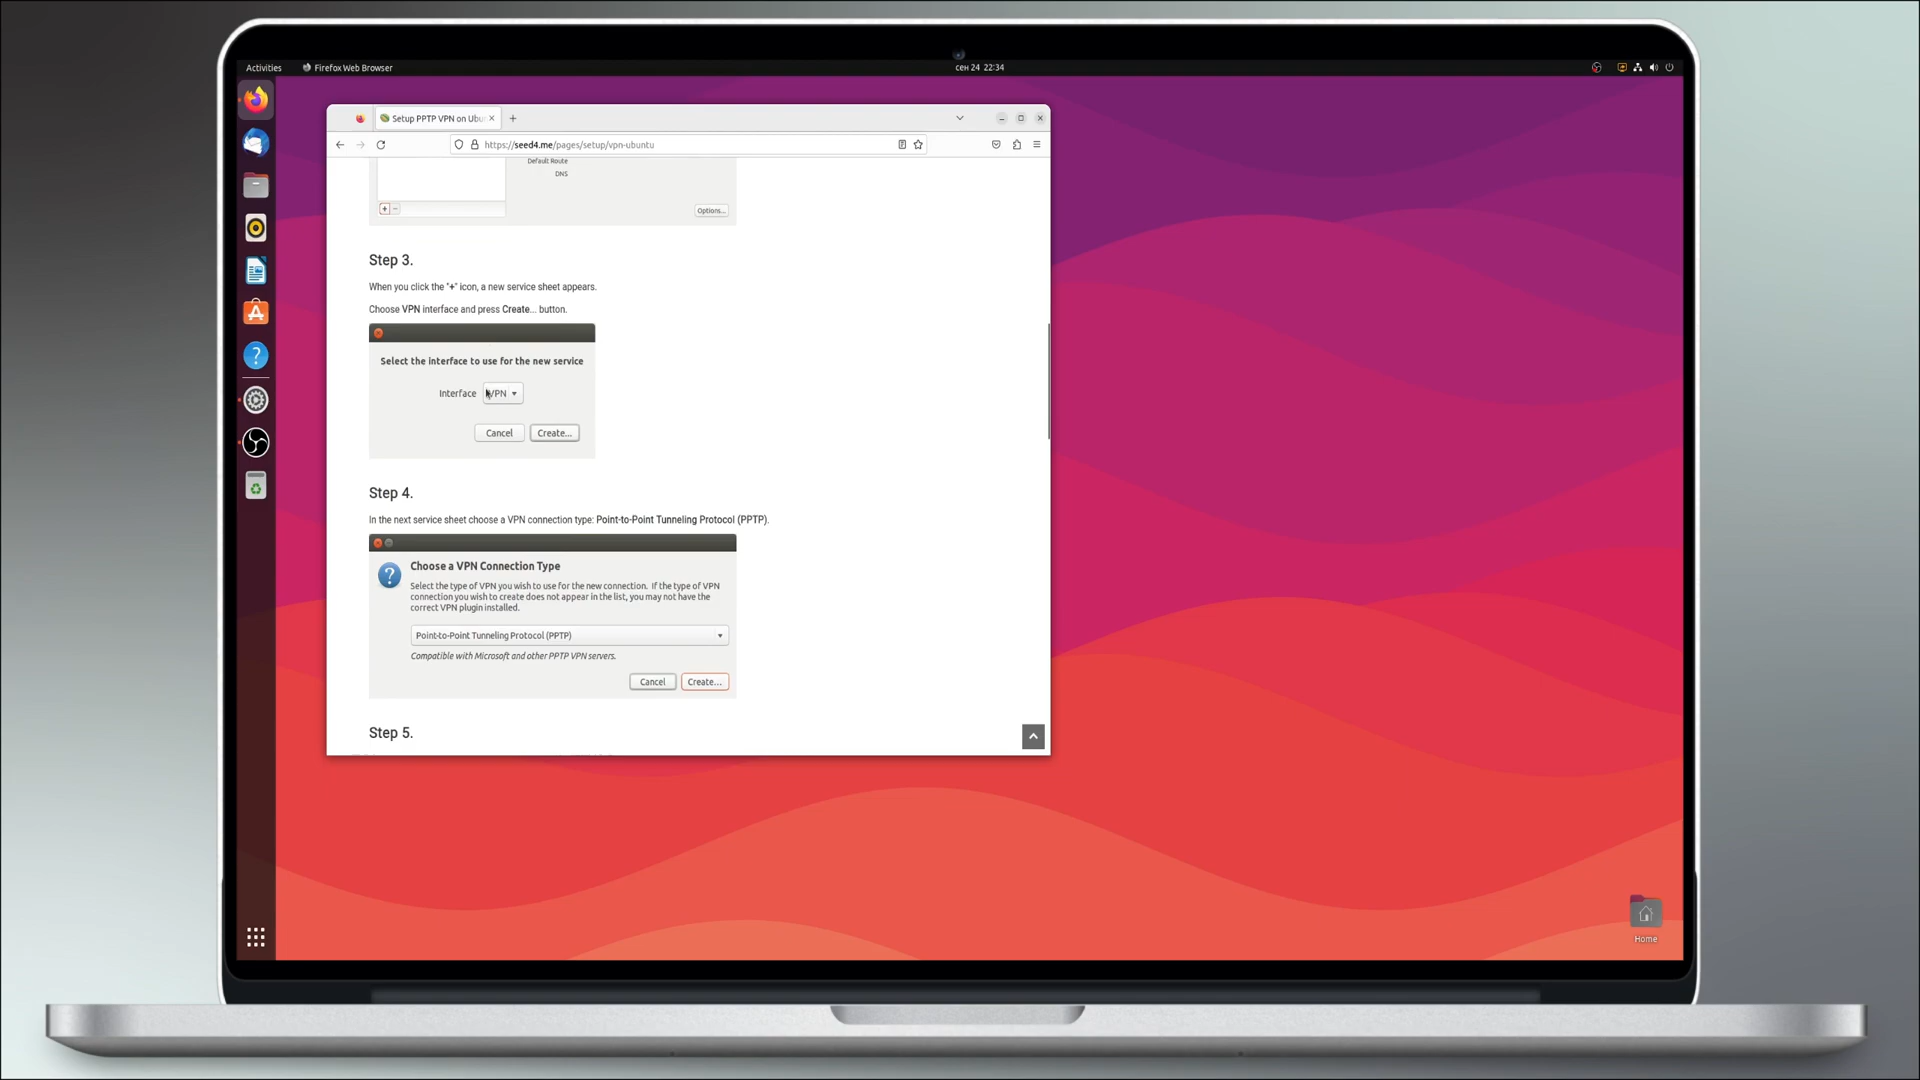 Activities
Firefox Web Browser
сен 24 22:34
Setup PPTP VPN on Ubu
https://seed4.me/pages/setup/vpn-ubuntu
Default Route
DNS
Options...
Step 3.
When you click the "+" icon, a new service sheet appears.
Choose VPN interface and press Create... button.
Select the interface to use for the new service
Interface VPN
Cancel Create...
Step 4.
In the next service sheet choose a VPN connection type: Point-to-Point Tunneling Protocol (PPTP).
Choose a VPN Connection Type
Select the type of VPN you wish to use for the new connection. If the type of VPN
connection you wish to create does not appear in the list, you may not have the
correct VPN plugin installed.
Point-to-Point Tunneling Protocol (PPTP)
Compatible with Microsoft and other PPTP VPN servers.
Cancel Create...
Step 5.
Home